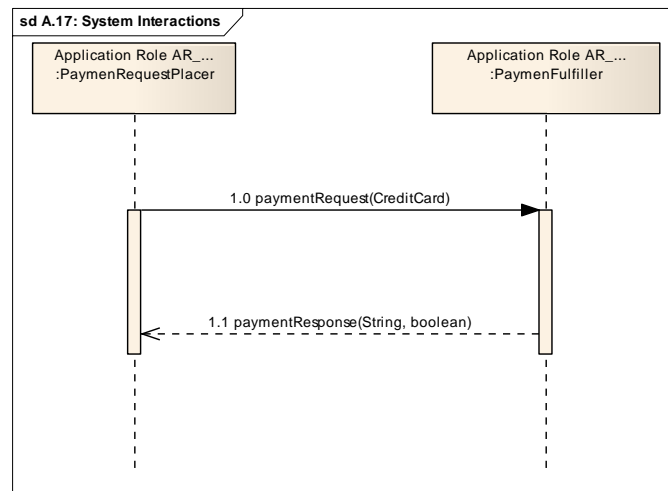 sd A.17: System Interactions
Application Role AR_...
:PaymenRequestPlacer
Application Role AR_...
:PaymenFulfiller
1.0 paymentRequest(CreditCard)
1.1 paymentResponse(String, boolean)